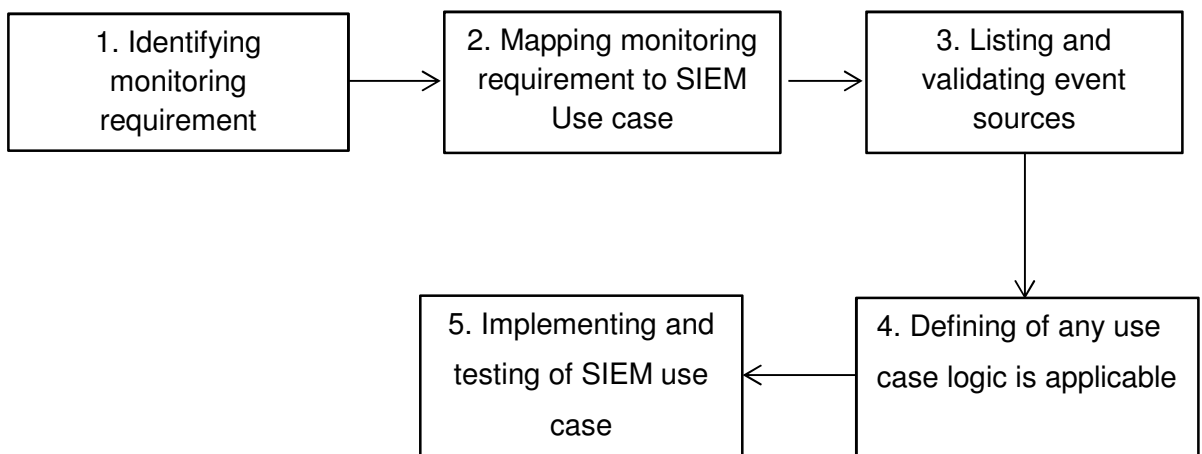 1. Identifying
monitoring
requirement
2. Mapping monitoring
requirement to SIEM
Use case
3. Listing and
validating event
sources
4. Defining of any use
case logic is applicable
5. Implementing and
testing of SIEM use
case